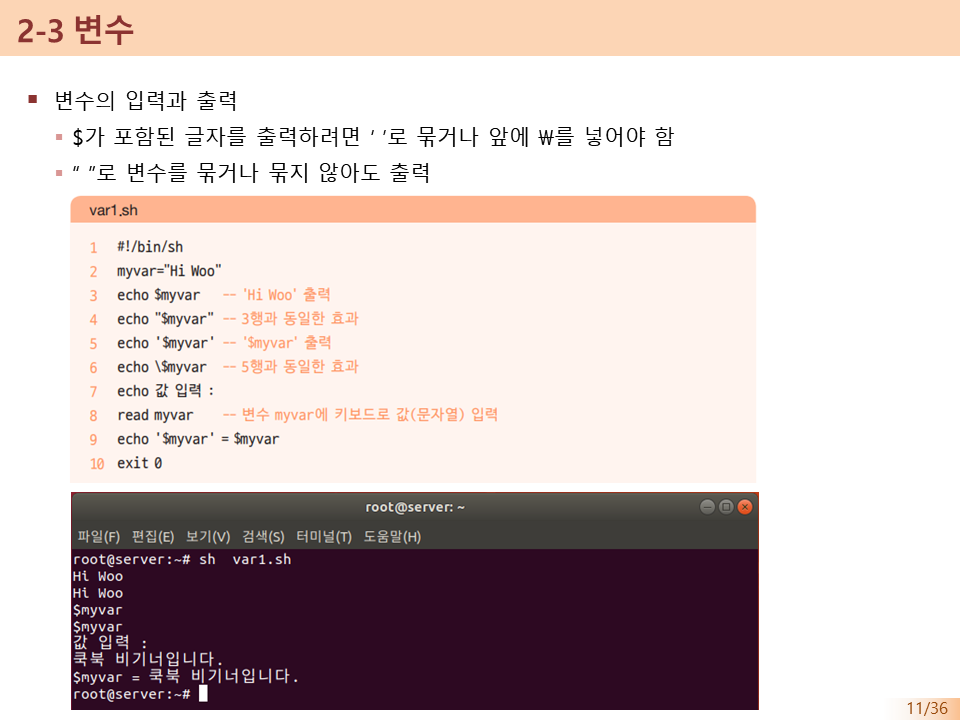 2-3 변수
변수의 입력과 출력
$가 포함된 글자를 출력하려면 ‘ ’로 묶거나 앞에 ₩를 넣어야 함
“ ”로 변수를 묶거나 묶지 않아도 출력
var1.sh
1 #!/bin/sh
2 myvar="Hi Woo"
3 echo $myvar -- 'Hi Woo' 출력
4 echo "$myvar" -- 3행과 동일한 효과
5 echo '$myvar' -- '$myvar' 출력
6 echo \$myvar -- 5행과 동일한 효과
7 echo 값 입력 :
8 read myvar -- 변수 myvar에 키보드로 값(문자열) 입력
9 echo '$myvar' = $myvar
10 exit 0
root@server: ~
파일(F) 편집(E) 보기(V) 검색(S) 터미널(T) 도움말(H)
root@server:~# sh var1.sh
Hi Woo
Hi Woo
$myvar
$myvar
값 입력 :
쿡북 비기너입니다.
$myvar = 쿡북 비기너입니다.
root@server:~#
11/36